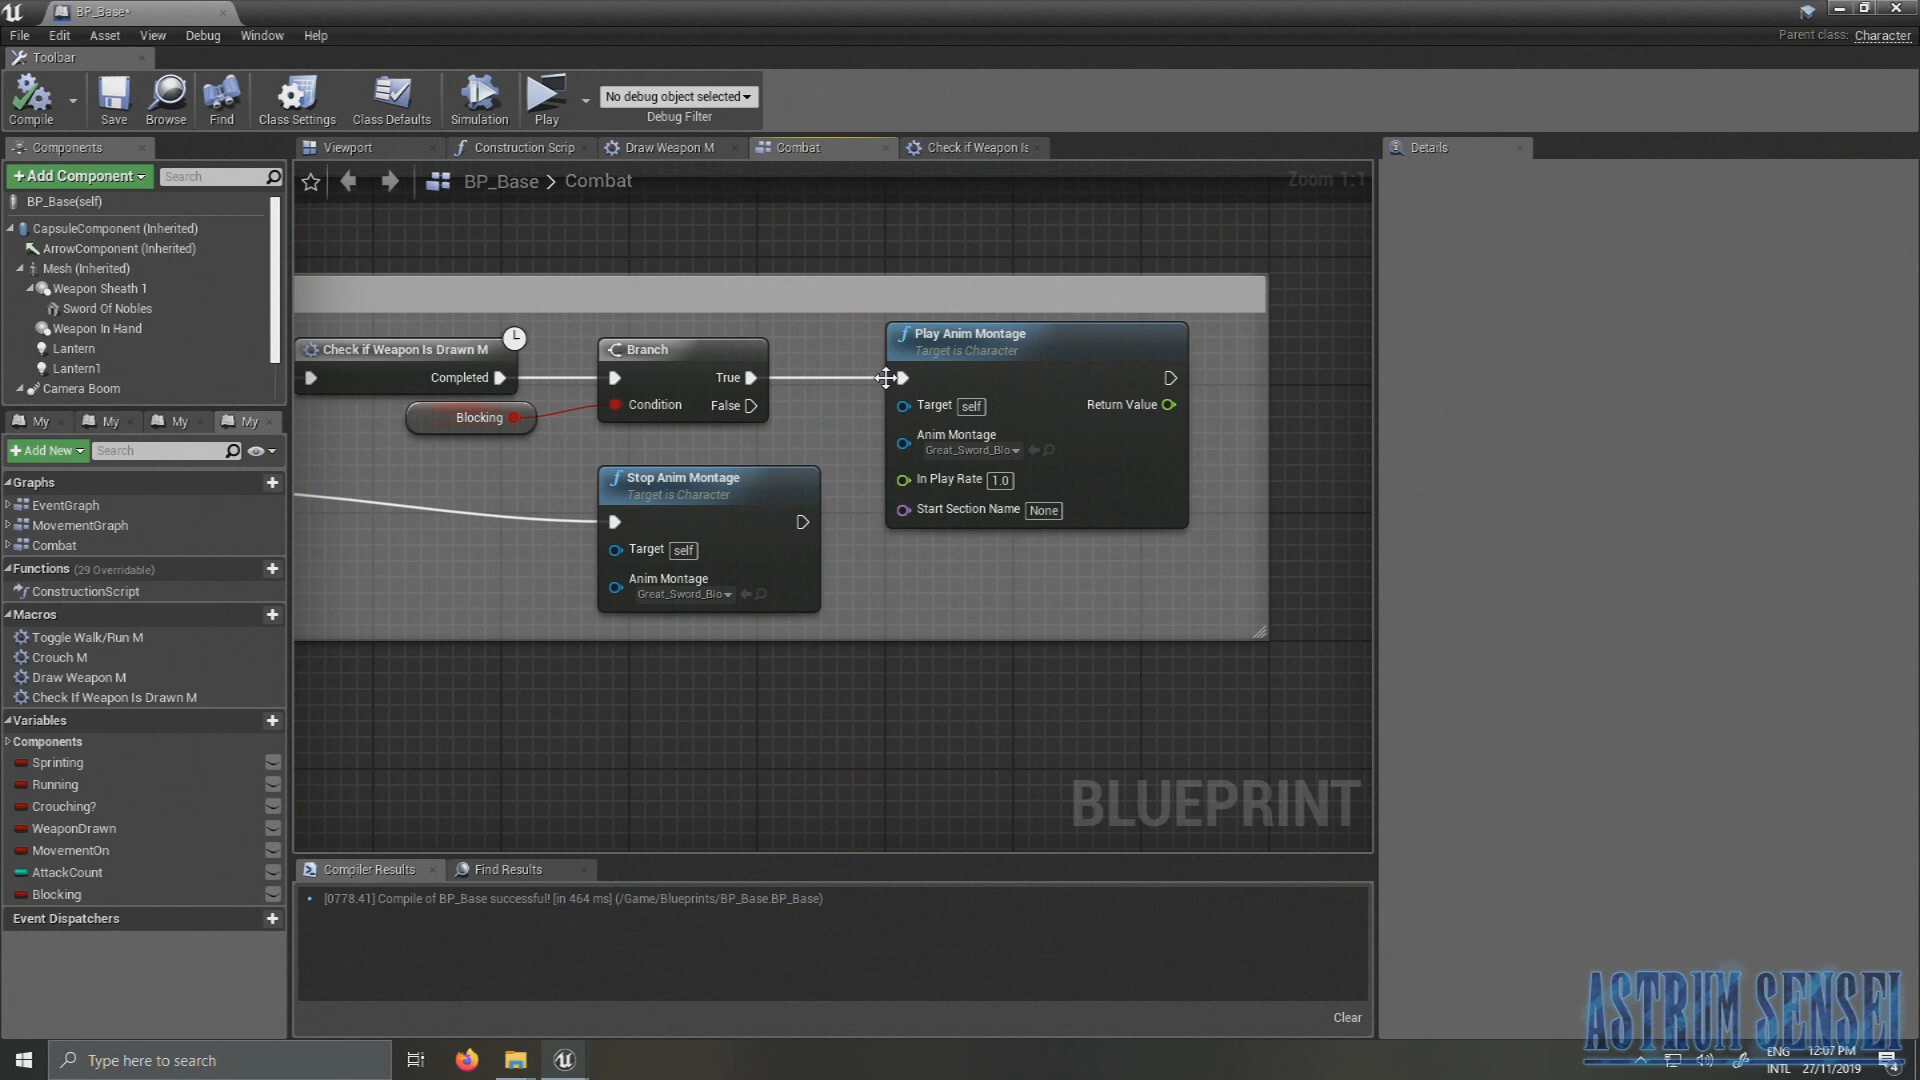 BP_Base*
File Edit Asset View Debug Window Help
Parent class: Character
Toolbar
Compile Save Browse Find Class Settings Class Defaults Simulation Play
No debug object selected
Debug Filter
Components
Viewport
Construction Scrip
Draw Weapon M
Combat
Check if Weapon Is
Details
+Add Component
Search
BP_Base > Combat
Zoom 1:1
BP_Base(self)
CapsuleComponent (Inherited)
ArrowComponent (Inherited)
Mesh (Inherited)
Weapon Sheath 1
Sword Of Nobles
Weapon In Hand
Lantern
Lantern1
Camera Boom
My My My My
+Add New
Search
Graphs
EventGraph
MovementGraph
Combat
Functions (29 Overridable)
ConstructionScript
Macros
Toggle Walk/Run M
Crouch M
Draw Weapon M
Check If Weapon Is Drawn M
Variables
Components
Sprinting
Running
Crouching?
WeaponDrawn
MovementOn
AttackCount
Blocking
Event Dispatchers
Check if Weapon Is Drawn M
Completed
Blocking
Branch
True
Condition
False
Play Anim Montage
Target is Character
Target self
Return Value
Anim Montage
Great_Sword_Blo
In Play Rate 1.0
Start Section Name None
Stop Anim Montage
Target is Character
Target self
Anim Montage
Great_Sword_Blo
BLUEPRINT
Compiler Results
Find Results
[0778.41] Compile of BP_Base successful! [in 464 ms] (/Game/Blueprints/BP_Base.BP_Base)
Clear
ASTRUM SENSEI
Type here to search
ENG
INTL
12:07 PM
27/11/2019
4